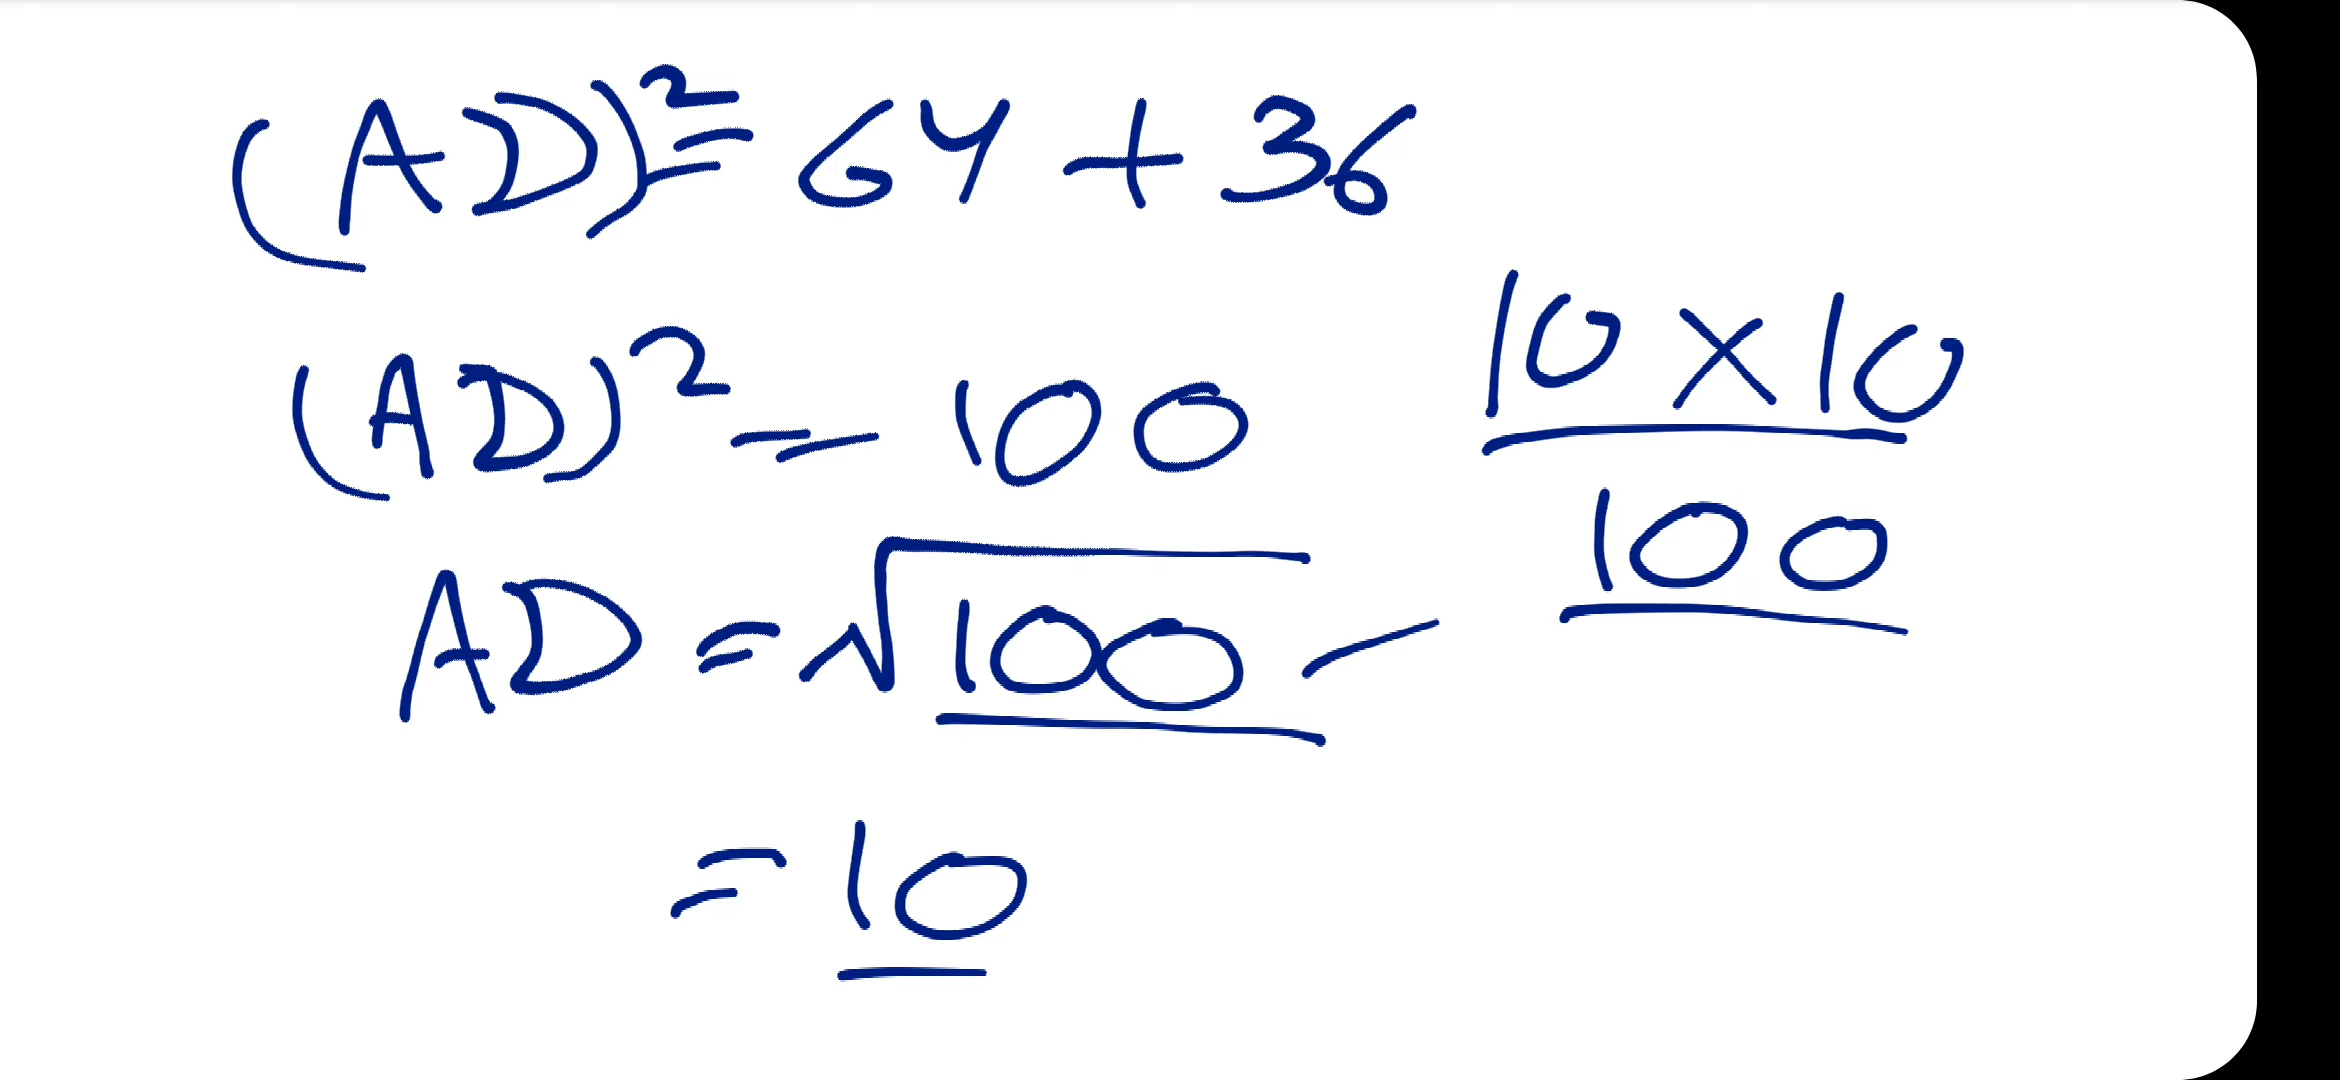 (AD)² = 64 + 36
(AD)² = 100
10 × 10
100
AD = √100
= 10